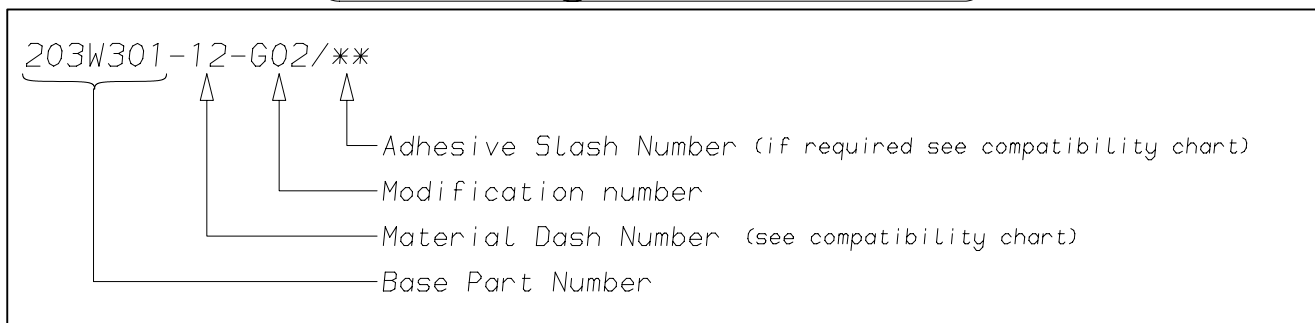 203W301-12-G02/**
Adhesive Slash Number (if required see compatibility chart)
Modification number
Material Dash Number (see compatibility chart)
Base Part Number